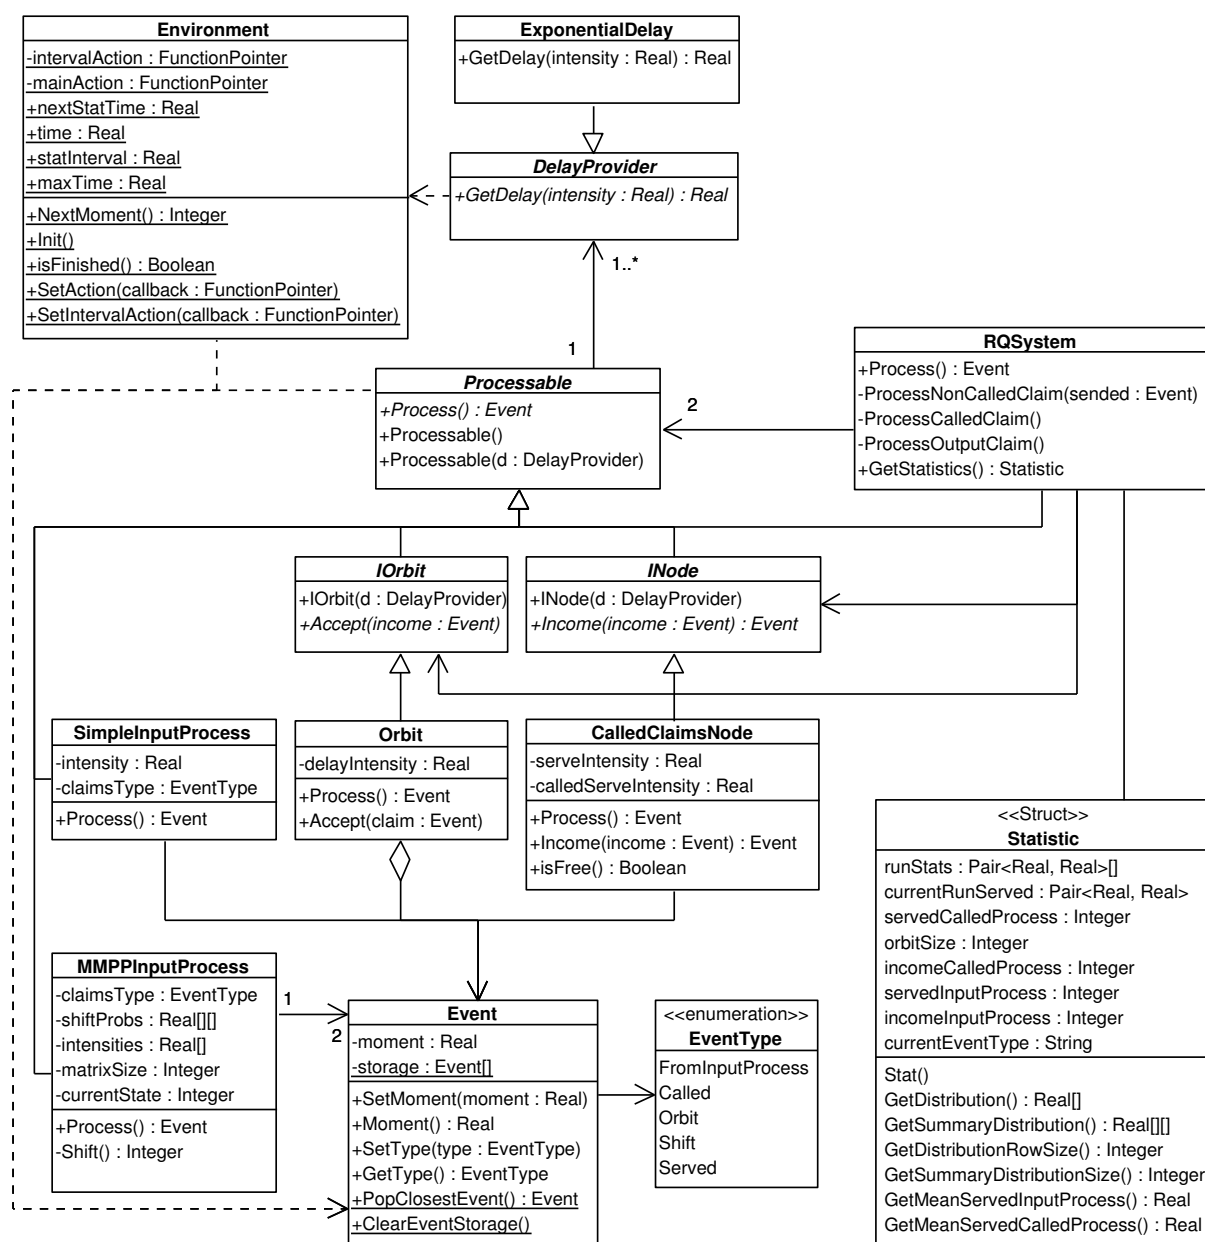 Environment
-intervalAction : FunctionPointer
-mainAction : FunctionPointer
+nextStatTime : Real
+time : Real
+statInterval : Real
+maxTime : Real
+NextMoment() : Integer
+Init()
+isFinished() : Boolean
+SetAction(callback : FunctionPointer)
+SetIntervalAction(callback : FunctionPointer)
ExponentialDelay
+GetDelay(intensity : Real) : Real
DelayProvider
+GetDelay(intensity : Real) : Real
1..*
1
Processable
+Process() : Event
+Processable()
+Processable(d : DelayProvider)
2
RQSystem
+Process() : Event
-ProcessNonCalledClaim(sended : Event)
-ProcessCalledClaim()
-ProcessOutputClaim()
+GetStatistics() : Statistic
IOrbit
+IOrbit(d : DelayProvider)
+Accept(income : Event)
INode
+INode(d : DelayProvider)
+Income(income : Event) : Event
SimpleInputProcess
-intensity : Real
-claimsType : EventType
+Process() : Event
Orbit
-delayIntensity : Real
+Process() : Event
+Accept(claim : Event)
CalledClaimsNode
-serveIntensity : Real
-calledServeIntensity : Real
+Process() : Event
+Income(income : Event) : Event
+isFree() : Boolean
<<Struct>>
Statistic
runStats : Pair<Real, Real>[]
currentRunServed : Pair<Real, Real>
servedCalledProcess : Integer
orbitSize : Integer
incomeCalledProcess : Integer
servedInputProcess : Integer
incomeInputProcess : Integer
currentEventType : String
Stat()
GetDistribution() : Real[]
GetSummaryDistribution() : Real[][]
GetDistributionRowSize() : Integer
GetSummaryDistributionSize() : Integer
GetMeanServedInputProcess() : Real
GetMeanServedCalledProcess() : Real
MMPPInputProcess
-claimsType : EventType
-shiftProbs : Real[][]
-intensities : Real[]
-matrixSize : Integer
-currentState : Integer
+Process() : Event
-Shift() : Integer
1
2
Event
-moment : Real
-storage : Event[]
+SetMoment(moment : Real)
+Moment() : Real
+SetType(type : EventType)
+GetType() : EventType
+PopClosestEvent() : Event
+ClearEventStorage()
<<enumeration>>
EventType
FromInputProcess
Called
Orbit
Shift
Served